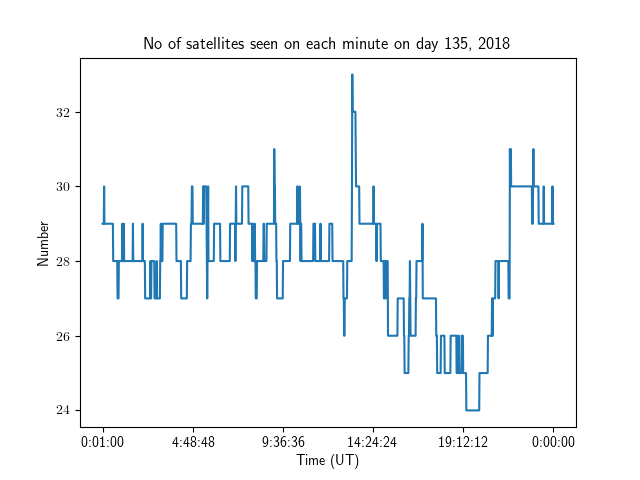 No of satellites seen on each minute on day 135, 2018
32
30
28
26
24
Number
0:01:00 4:48:48 9:36:36 14:24:24 19:12:12 0:00:00
Time (UT)